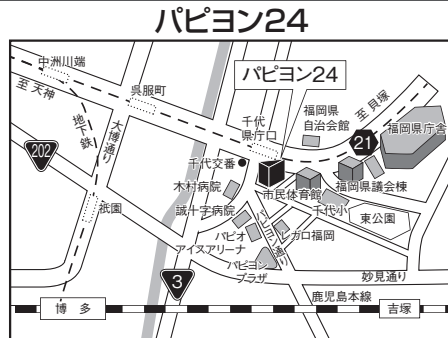 パピヨン24
中洲川端
至 天神
呉服町
パピヨン24
至 貝塚
福岡県
自治会館
21
福岡県庁舎
千代
県庁口
地下鉄
大博通り
202
千代交番
木村病院
市民体育館
福岡県議会棟
誠十字病院
千代小
祇園
パピヨン通り
東公園
パピオ
アイスアリーナ
レガロ福岡
パピヨン
プラザ
3
妙見通り
鹿児島本線
博多
吉塚